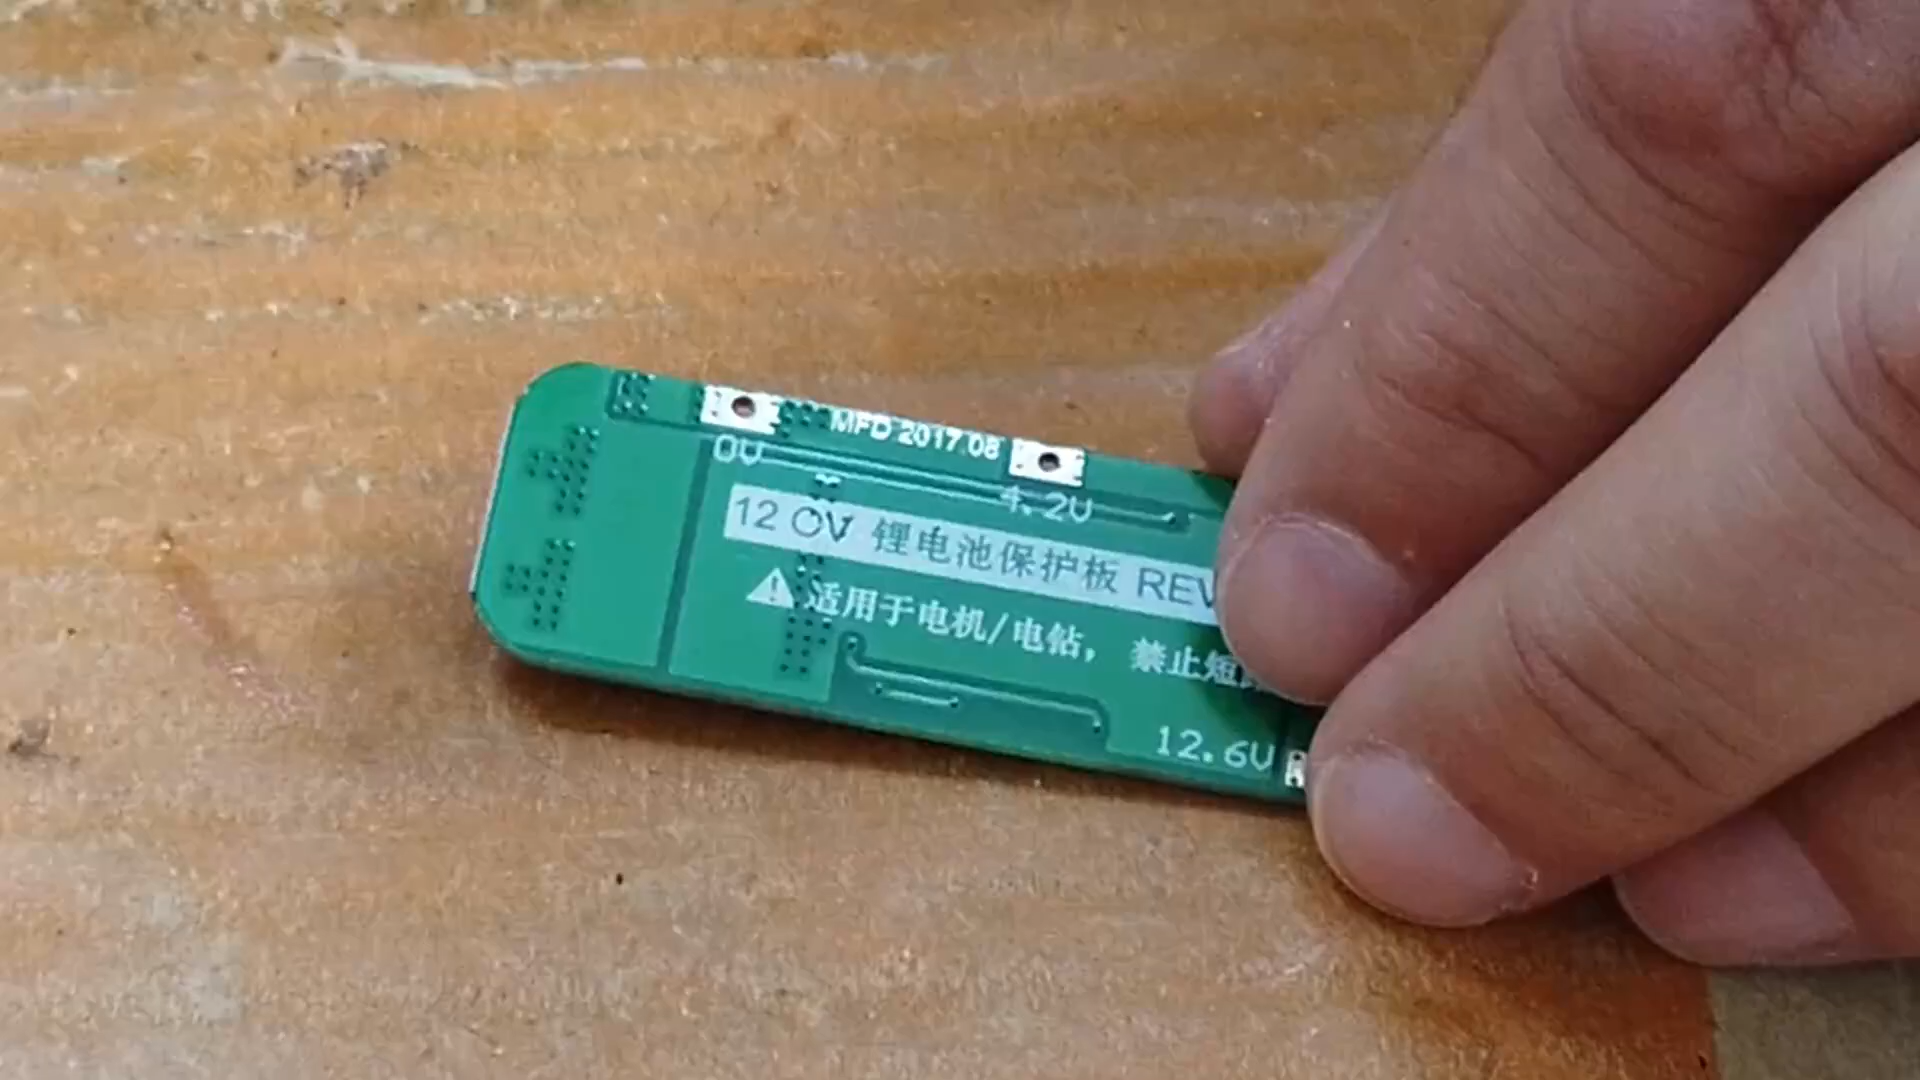 MFD 2017.08
0V
4.2V
12 0V 锂电池保护板 REV
适用于电机/电钻，禁止短
12.6V